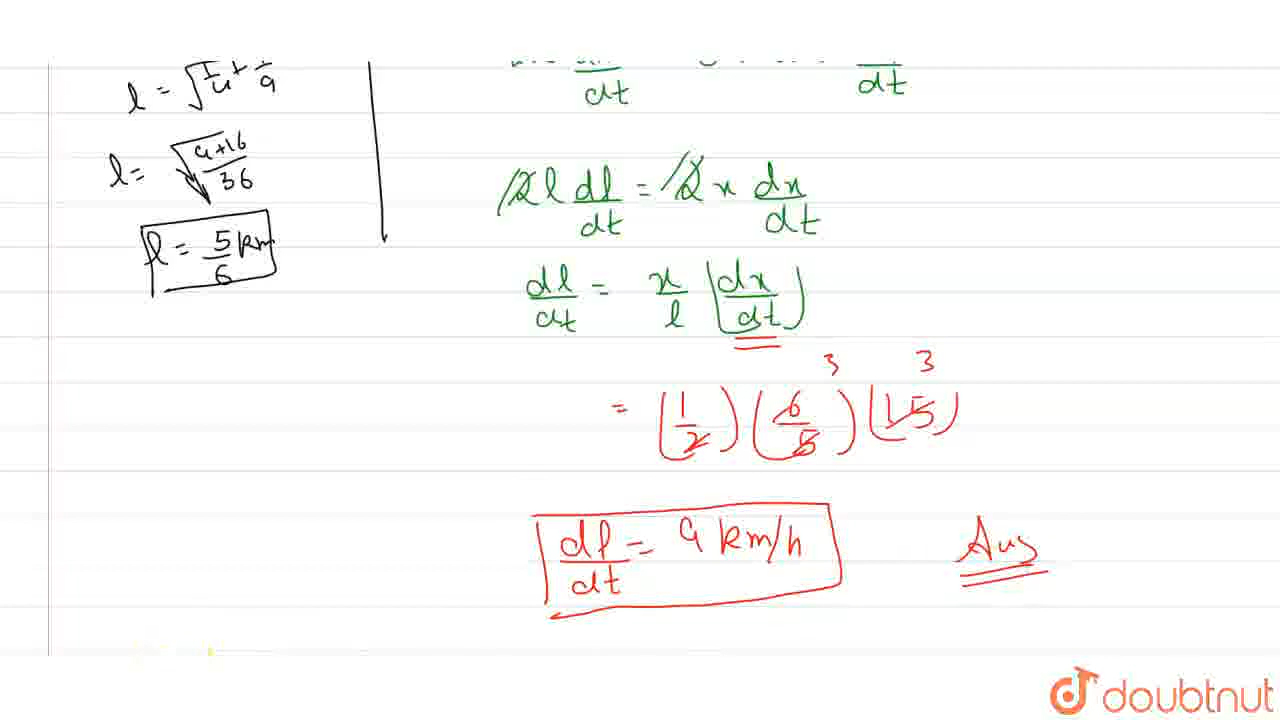 l = √1/4 + 1/9
l = √9+16/36
l = 5/6 km
dt dt
2l dl/dt = 2x dx/dt
dl/dt = x/l (dx/dt)
3 3
= (1/2) (6/5) (15)
dl/dt = 9 km/h
Ans
doubtnut